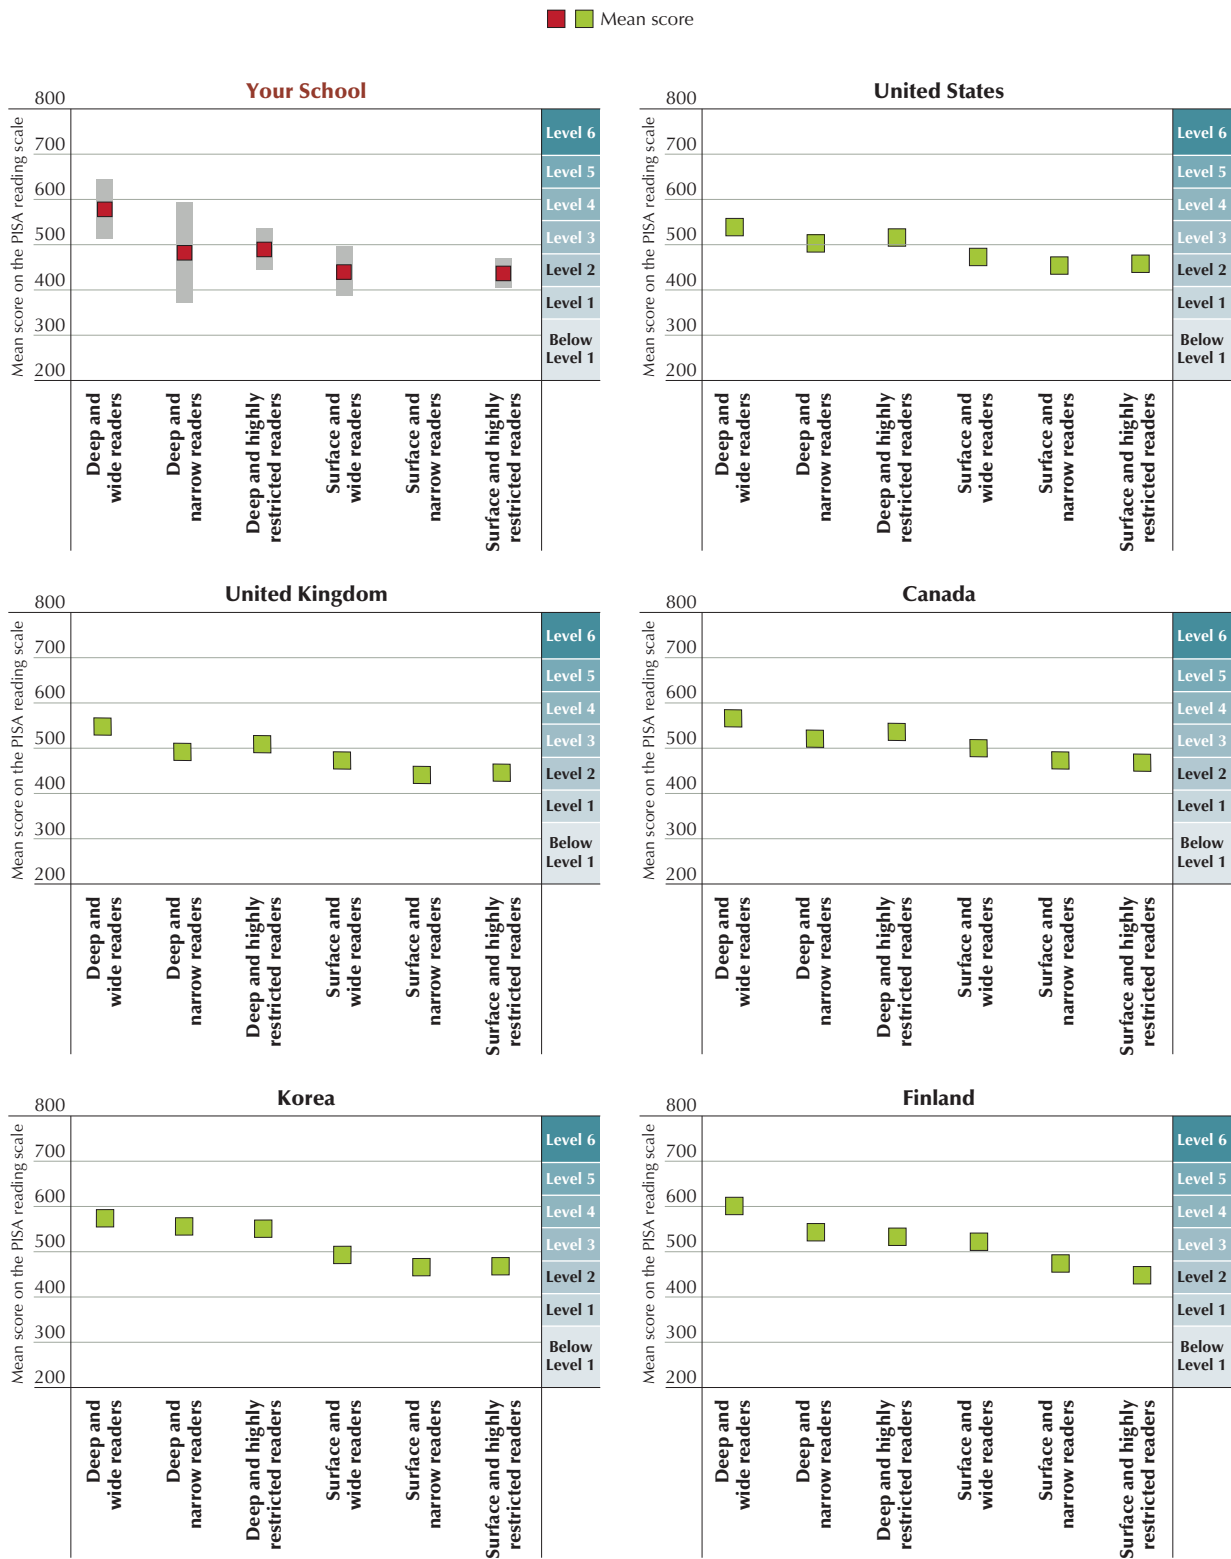 Mean score
Your School
Mean score on the PISA reading scale
800
700
600
500
400
300
200
Level 6
Level 5
Level 4
Level 3
Level 2
Level 1
Below
Level 1
Deep and
wide readers
Deep and
narrow readers
Deep and highly
restricted readers
Surface and
wide readers
Surface and
narrow readers
Surface and highly
restricted readers
United States
Mean score on the PISA reading scale
800
700
600
500
400
300
200
Level 6
Level 5
Level 4
Level 3
Level 2
Level 1
Below
Level 1
Deep and
wide readers
Deep and
narrow readers
Deep and highly
restricted readers
Surface and
wide readers
Surface and
narrow readers
Surface and highly
restricted readers
United Kingdom
Mean score on the PISA reading scale
800
700
600
500
400
300
200
Level 6
Level 5
Level 4
Level 3
Level 2
Level 1
Below
Level 1
Deep and
wide readers
Deep and
narrow readers
Deep and highly
restricted readers
Surface and
wide readers
Surface and
narrow readers
Surface and highly
restricted readers
Canada
Mean score on the PISA reading scale
800
700
600
500
400
300
200
Level 6
Level 5
Level 4
Level 3
Level 2
Level 1
Below
Level 1
Deep and
wide readers
Deep and
narrow readers
Deep and highly
restricted readers
Surface and
wide readers
Surface and
narrow readers
Surface and highly
restricted readers
Korea
Mean score on the PISA reading scale
800
700
600
500
400
300
200
Level 6
Level 5
Level 4
Level 3
Level 2
Level 1
Below
Level 1
Deep and
wide readers
Deep and
narrow readers
Deep and highly
restricted readers
Surface and
wide readers
Surface and
narrow readers
Surface and highly
restricted readers
Finland
Mean score on the PISA reading scale
800
700
600
500
400
300
200
Level 6
Level 5
Level 4
Level 3
Level 2
Level 1
Below
Level 1
Deep and
wide readers
Deep and
narrow readers
Deep and highly
restricted readers
Surface and
wide readers
Surface and
narrow readers
Surface and highly
restricted readers